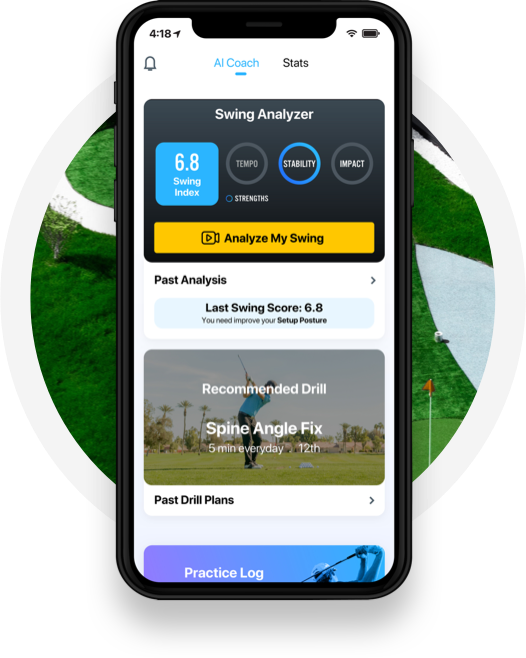 4:18
AI Coach Stats
Swing Analyzer
6.8
Swing
Index
TEMPO
STABILITY
IMPACT
STRENGTHS
Analyze My Swing
Past Analysis
Last Swing Score: 6.8
You need improve your Setup Posture
Recommended Drill
Spine Angle Fix
5 min everyday . 12th
Past Drill Plans
Practice Log